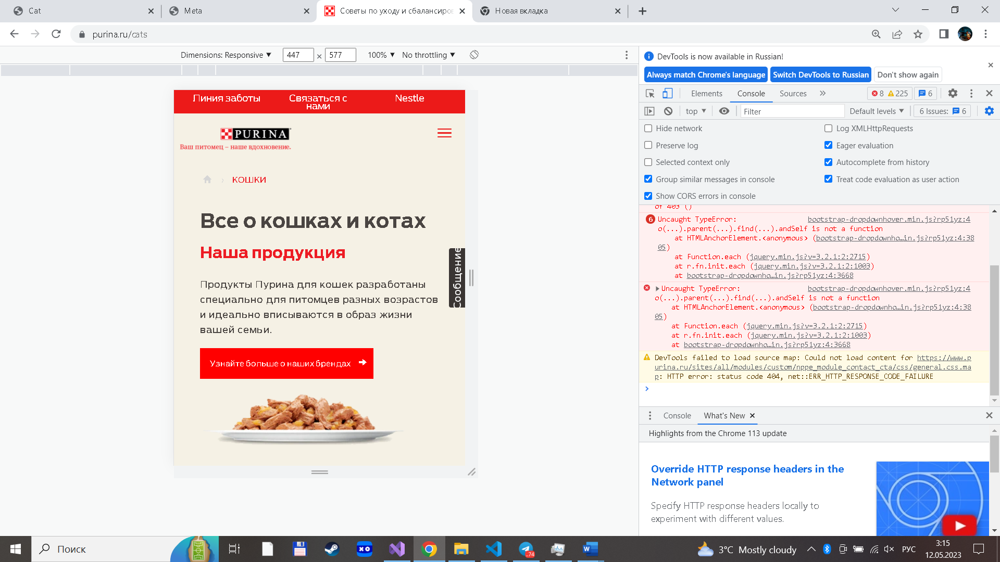 Cat
Meta
Советы по уходу и сбалансиров
Новая вкладка
purina.ru/cats
Dimensions: Responsive ▼ 447 × 577 100% ▼ No throttling ▼
DevTools is now available in Russian!
Always match Chrome's language Switch DevTools to Russian Don't show again
Elements Console Sources » 8 225 6
top ▼ Filter Default levels ▼ 6 Issues: 6
Hide network Log XMLHttpRequests
Preserve log Eager evaluation
Selected context only Autocomplete from history
Group similar messages in console Treat code evaluation as user action
Show CORS errors in console
of 403 ()
6 Uncaught TypeError: bootstrap-dropdownhover.min.js?rp51yz:4
o(...).parent(...).find(...).andSelf is not a function
at HTMLAnchorElement.<anonymous> (bootstrap-dropdownho…in.js?rp51yz:4:38
05)
at Function.each (jquery.min.js?v=3.2.1:2:2715)
at r.fn.init.each (jquery.min.js?v=3.2.1:2:1003)
at bootstrap-dropdownho…in.js?rp51yz:4:3668
Uncaught TypeError: bootstrap-dropdownhover.min.js?rp51yz:4
o(...).parent(...).find(...).andSelf is not a function
at HTMLAnchorElement.<anonymous> (bootstrap-dropdownho…in.js?rp51yz:4:38
05)
at Function.each (jquery.min.js?v=3.2.1:2:2715)
at r.fn.init.each (jquery.min.js?v=3.2.1:2:1003)
at bootstrap-dropdownho…in.js?rp51yz:4:3668
DevTools failed to load source map: Could not load content for https://www.p
urina.ru/sites/all/modules/custom/nppe_module_contact_cta/css/general.css.ma
p: HTTP error: status code 404, net::ERR_HTTP_RESPONSE_CODE_FAILURE
Console What's New
Highlights from the Chrome 113 update
Override HTTP response headers in the
Network panel
Specify HTTP response headers locally to
experiment with different values.
Линия заботы
Связаться с
нами
Nestle
PURINA
Ваш питомец – наше вдохновение.
КОШКИ
Все о кошках и котах
Наша продукция
Сообщение
Продукты Пурина для кошек разработаны
специально для питомцев разных возрастов
и идеально вписываются в образ жизни
вашей семьи.
Узнайте больше о наших брендах
Поиск
XO
..74
W
3°C Mostly cloudy
РУС
3:15
12.05.2023